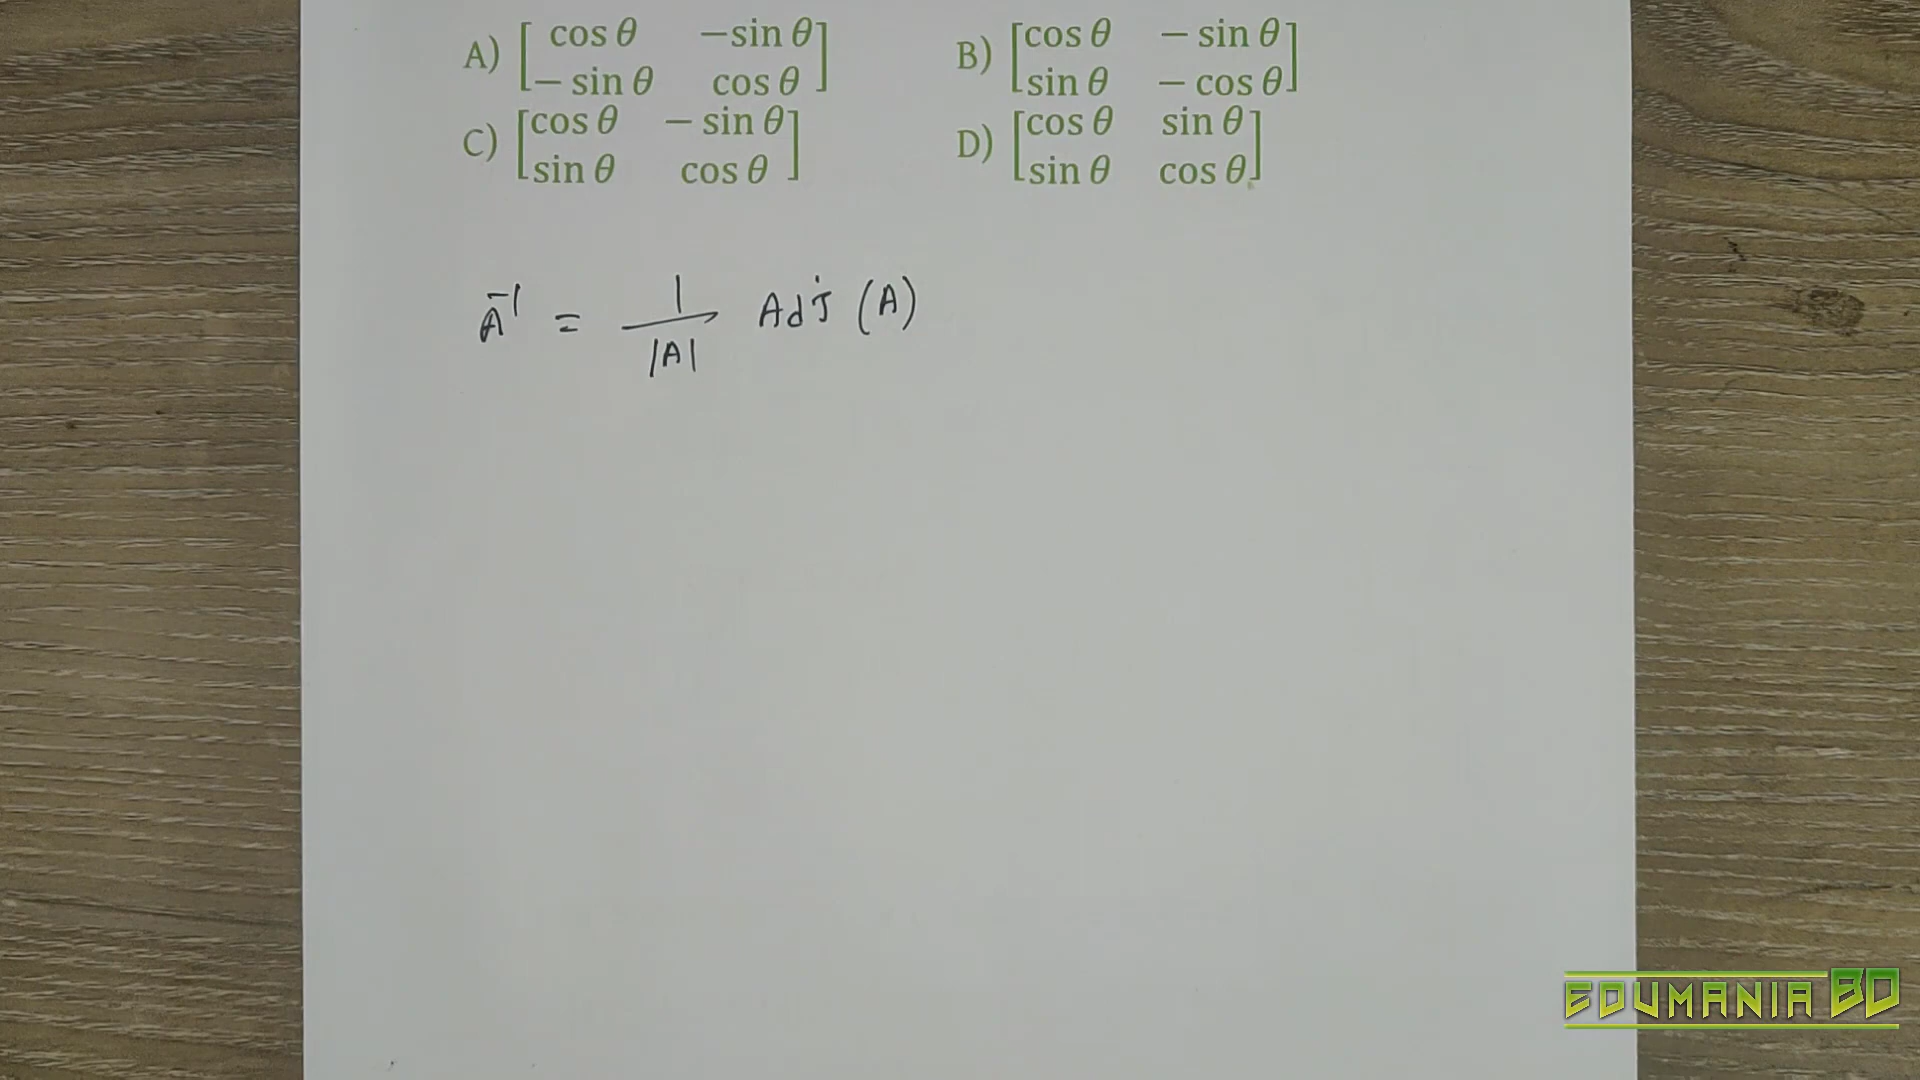 A) [cos θ −sin θ
− sin θ cos θ]
B) [cos θ − sin θ
sin θ − cos θ]
C) [cos θ − sin θ
sin θ cos θ]
D) [cos θ sin θ
sin θ cos θ]
A⁻¹ = 1/|A| Adj (A)
EDUMANIA BD